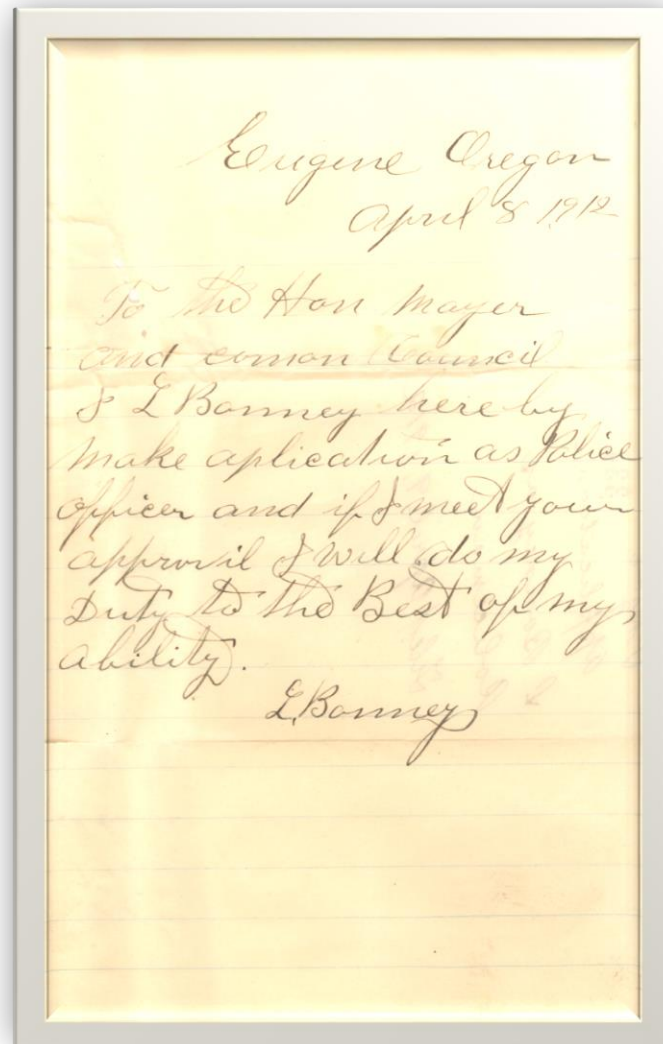 Eugene Oregon
April 8 1912
To the Hon Mayer
and comon Council
I L Bonney here by
make aplication as Police
officer and if I meet your
approvil I will do my
Duty to the Best of my
ability.
L Bonney